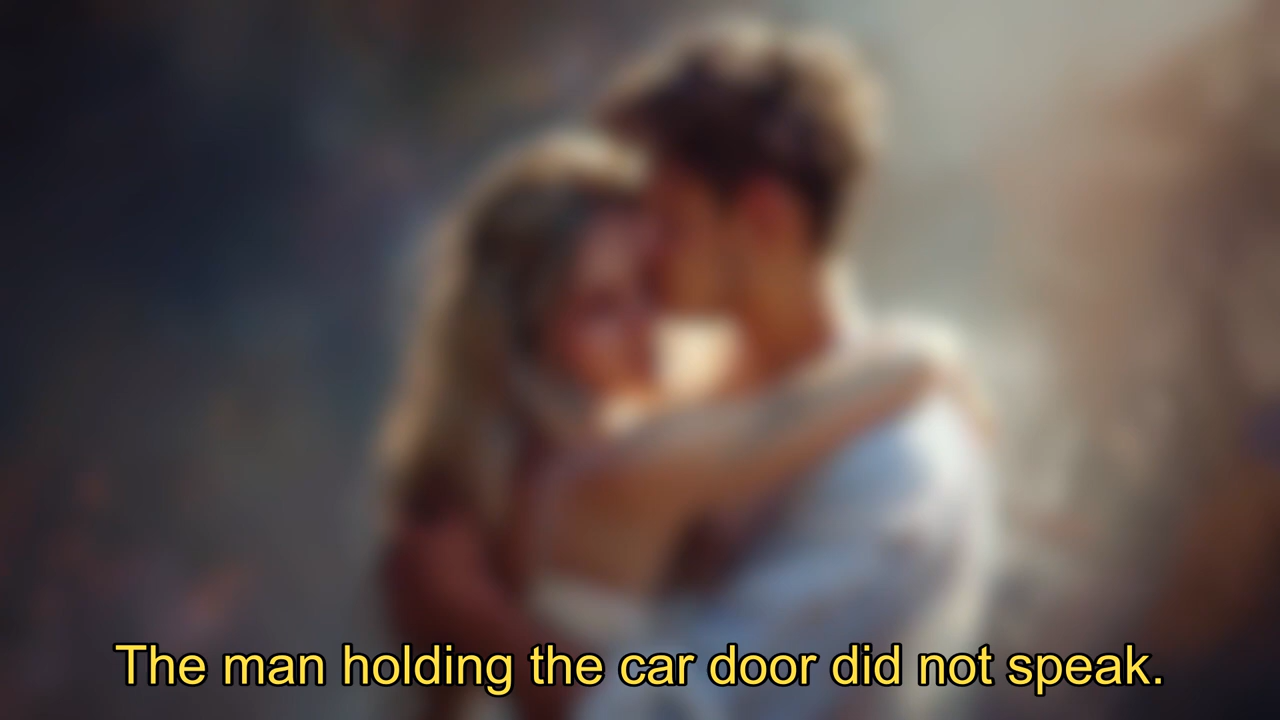 The man holding the car door did not speak.